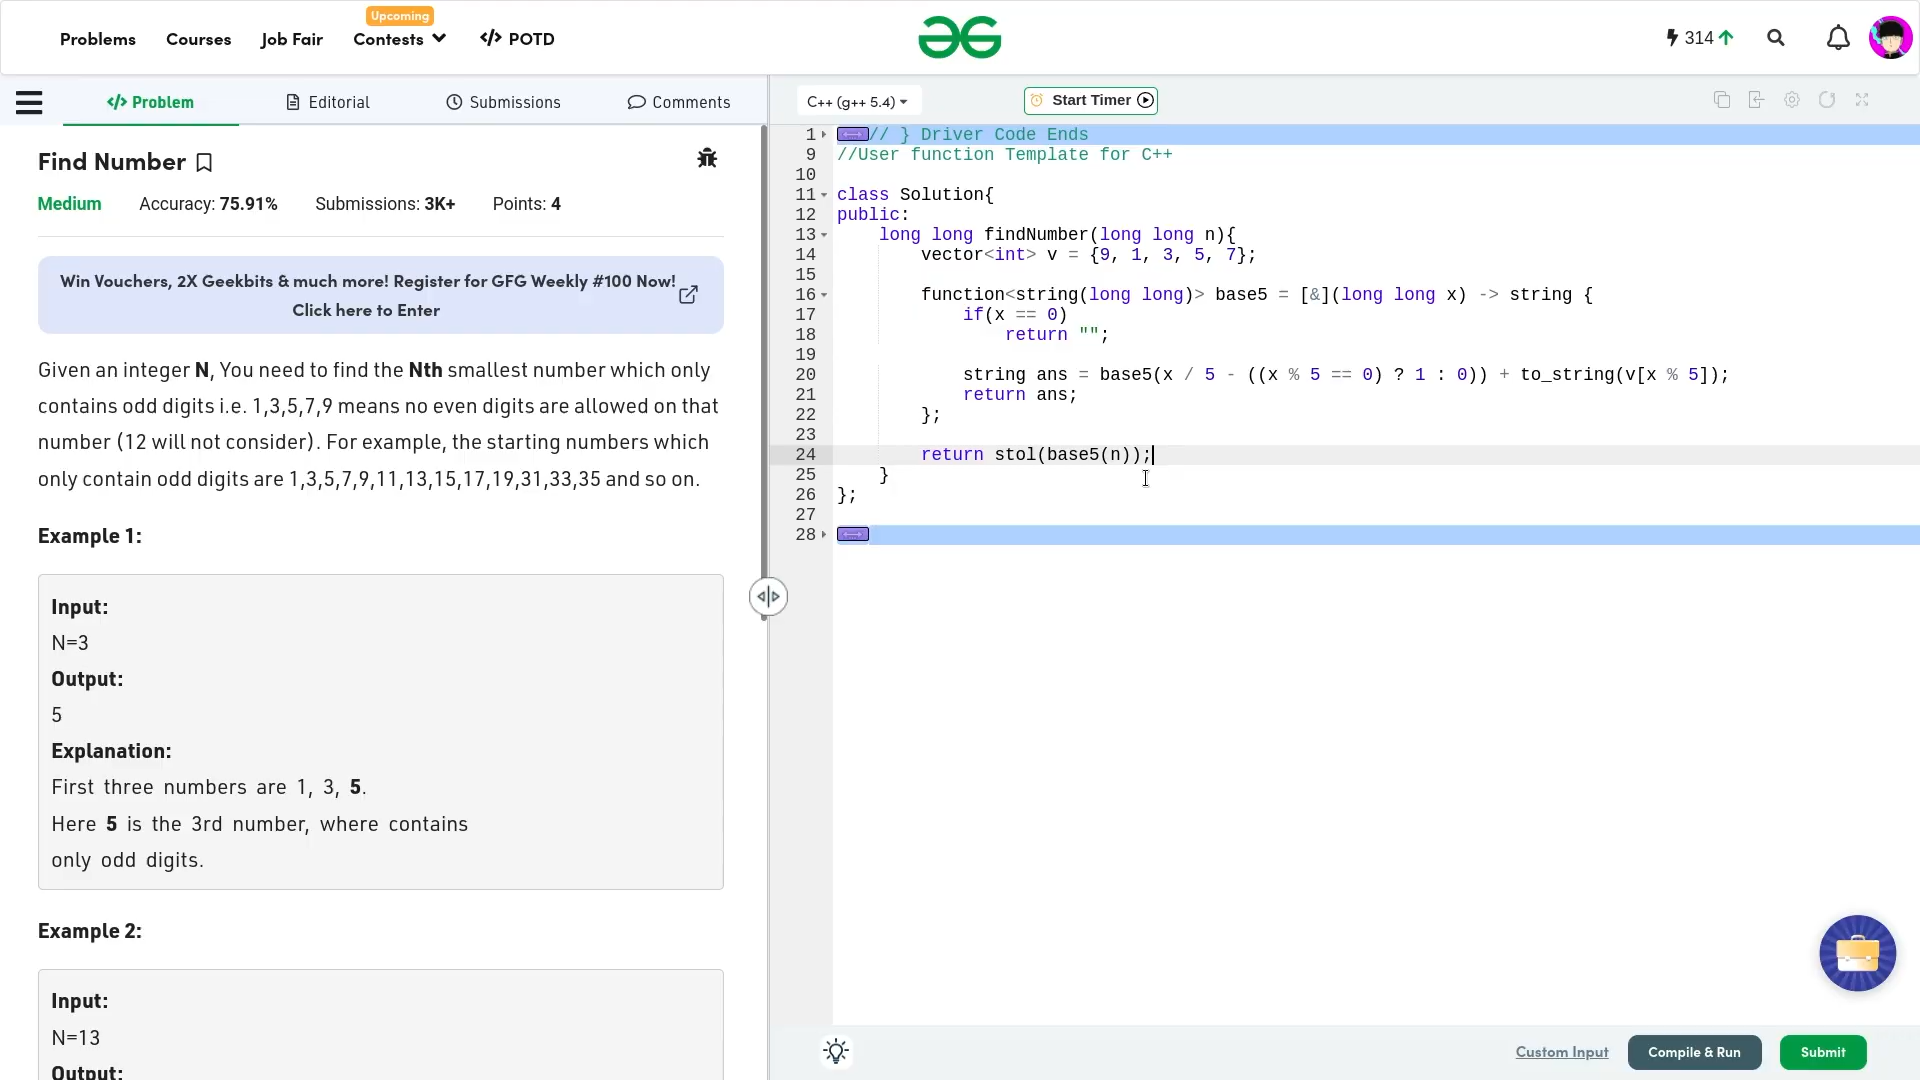 Upcoming
Problems Courses Job Fair Contests </> POTD
314
</> Problem Editorial Submissions Comments
C++ (g++ 5.4) Start Timer
Find Number
Medium Accuracy: 75.91% Submissions: 3K+ Points: 4
Win Vouchers, 2X Geekbits & much more! Register for GFG Weekly #100 Now!
Click here to Enter
Given an integer N, You need to find the Nth smallest number which only
contains odd digits i.e. 1,3,5,7,9 means no even digits are allowed on that
number (12 will not consider). For example, the starting numbers which
only contain odd digits are 1,3,5,7,9,11,13,15,17,19,31,33,35 and so on.
Example 1:
Input:
N=3
Output:
5
Explanation:
First three numbers are 1, 3, 5.
Here 5 is the 3rd number, where contains
only odd digits.
Example 2:
Input:
N=13
Output:
1 // } Driver Code Ends
9 //User function Template for C++
10
11 class Solution{
12 public:
13 long long findNumber(long long n){
14 vector<int> v = {9, 1, 3, 5, 7};
15
16 function<string(long long)> base5 = [&](long long x) -> string {
17 if(x == 0)
18 return "";
19
20 string ans = base5(x / 5 - ((x % 5 == 0) ? 1 : 0)) + to_string(v[x % 5]);
21 return ans;
22 };
23
24 return stol(base5(n));
25 }
26 };
27
28
Custom Input Compile & Run Submit